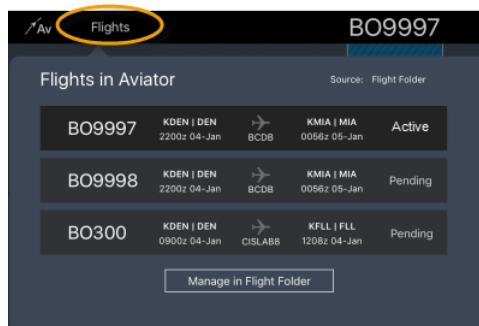 Av Flights BO9997
Flights in Aviator Source: Flight Folder
BO9997 KDEN | DEN KMIA | MIA Active
2200z 04-Jan BCDB 0056z 05-Jan
BO9998 KDEN | DEN KMIA | MIA Pending
2200z 04-Jan BCDB 0056z 05-Jan
BO300 KDEN | DEN KFLL | FLL Pending
0900z 04-Jan CISLAB8 1208z 04-Jan
Manage in Flight Folder